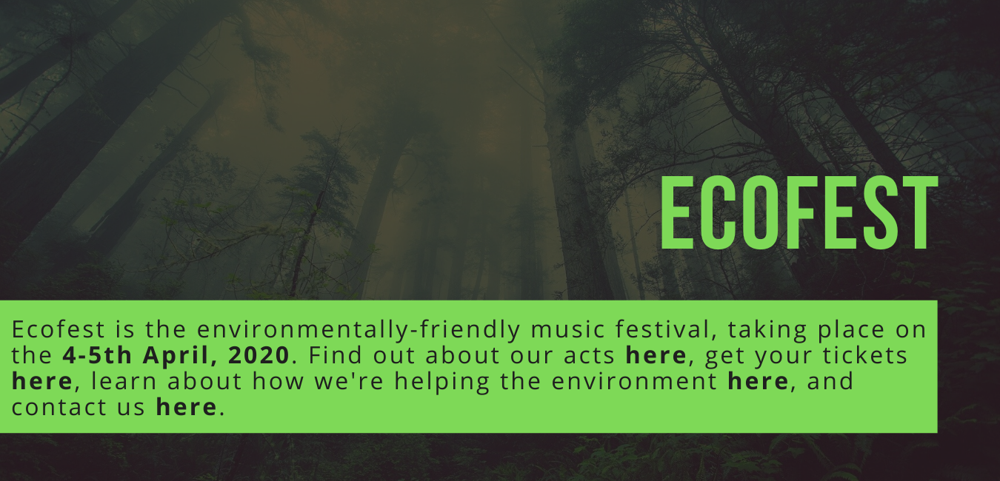 ECOFEST
Ecofest is the environmentally-friendly music festival, taking place on
the 4-5th April, 2020. Find out about our acts here, get your tickets
here, learn about how we're helping the environment here, and
contact us here.